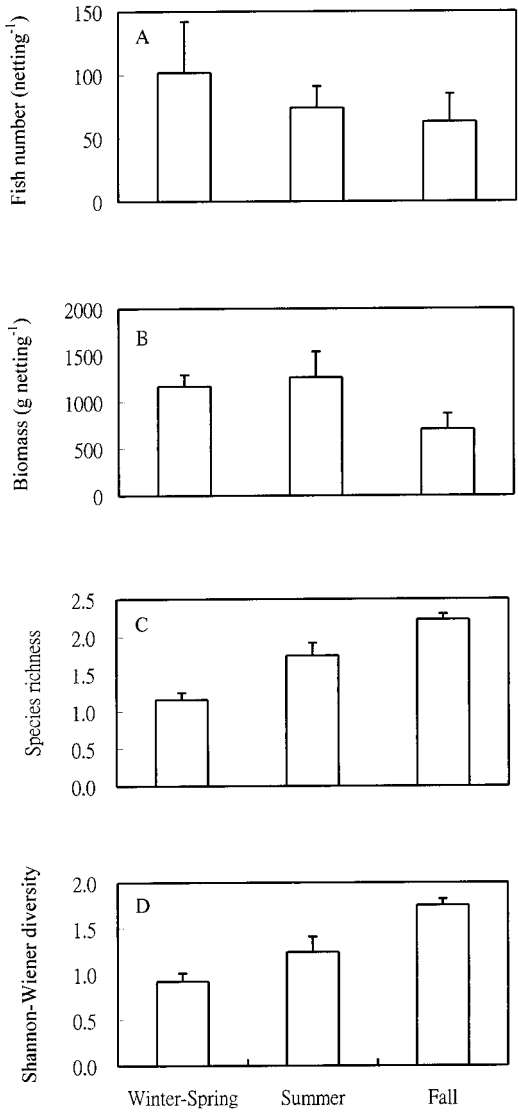 Fish number (netting⁻¹)
A
150
100
50
0
Biomass (g netting⁻¹)
B
2000
1500
1000
500
0
Species richness
C
2.5
2.0
1.5
1.0
0.5
0.0
Shannon-Wiener diversity
D
2.0
1.5
1.0
0.5
0.0
Winter-Spring Summer Fall